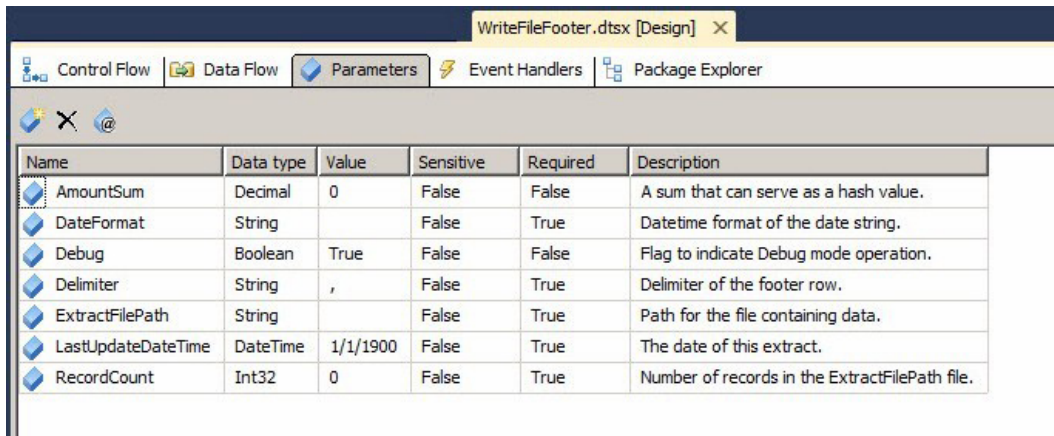 WriteFileFooter.dtsx [Design] X
Control Flow Data Flow Parameters Event Handlers Package Explorer
Name Data type Value Sensitive Required Description
AmountSum Decimal 0 False False A sum that can serve as a hash value.
DateFormat String False True Datetime format of the date string.
Debug Boolean True False False Flag to indicate Debug mode operation.
Delimiter String , False True Delimiter of the footer row.
ExtractFilePath String False True Path for the file containing data.
LastUpdateDateTime DateTime 1/1/1900 False True The date of this extract.
RecordCount Int32 0 False True Number of records in the ExtractFilePath file.